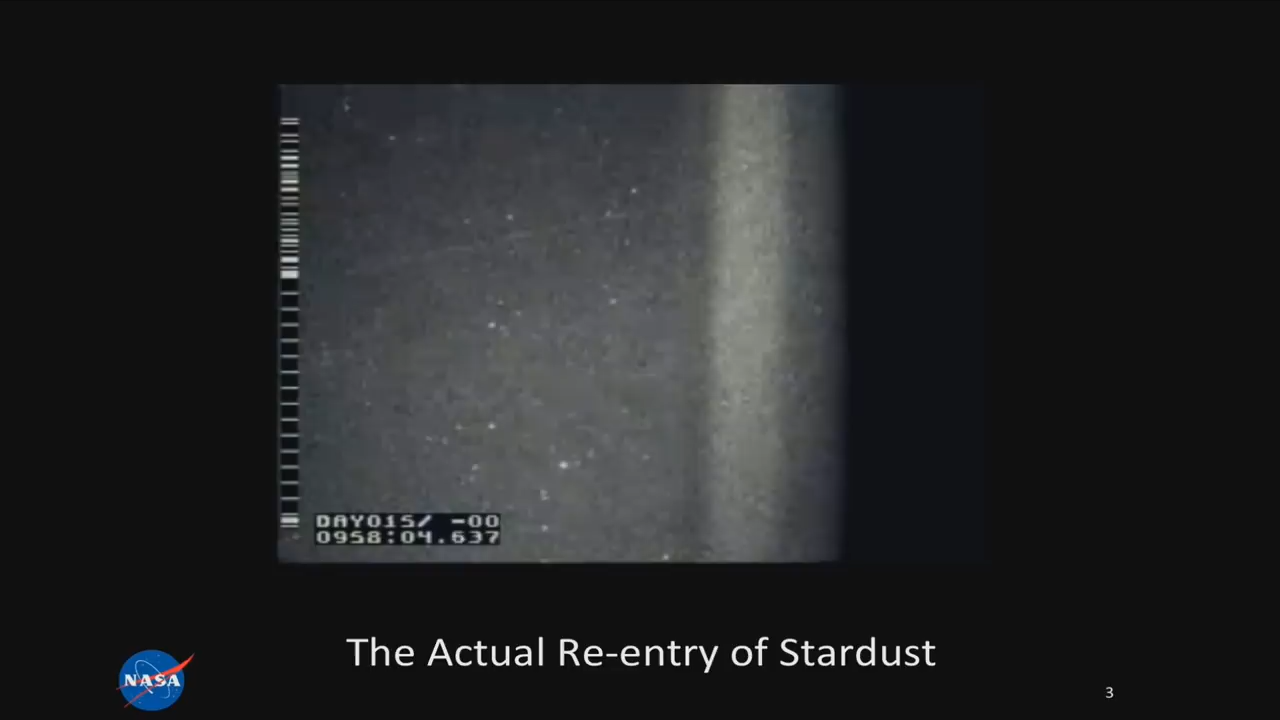 DAY015/ -00
0958:04.637
The Actual Re-entry of Stardust
NASA
3